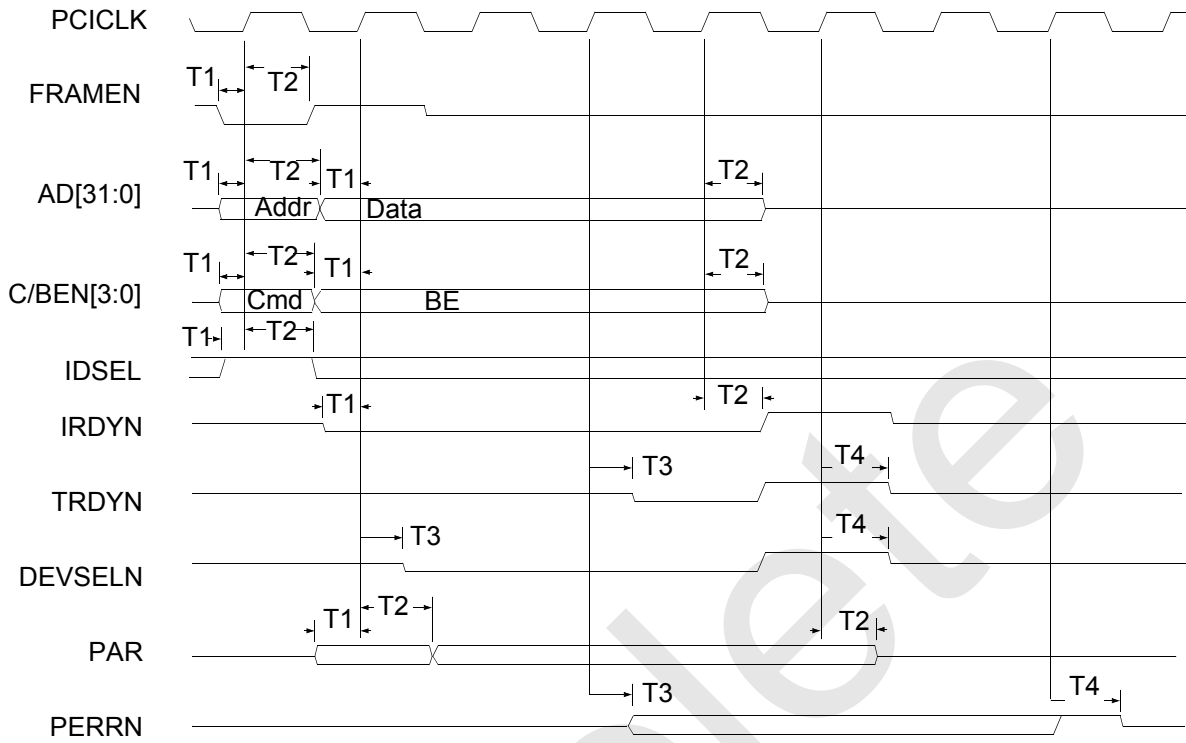 PCICLK
T1 T2
FRAMEN
T1 T2 T1 T2
AD[31:0]
Addr Data
T1 T2 T1 T2
C/BEN[3:0]
Cmd BE
T1 T2
IDSEL
T1 T2
IRDYN
T3 T4
TRDYN
T3 T4
DEVSELN
T1 T2 T2
PAR
T3 T4
PERRN
lete